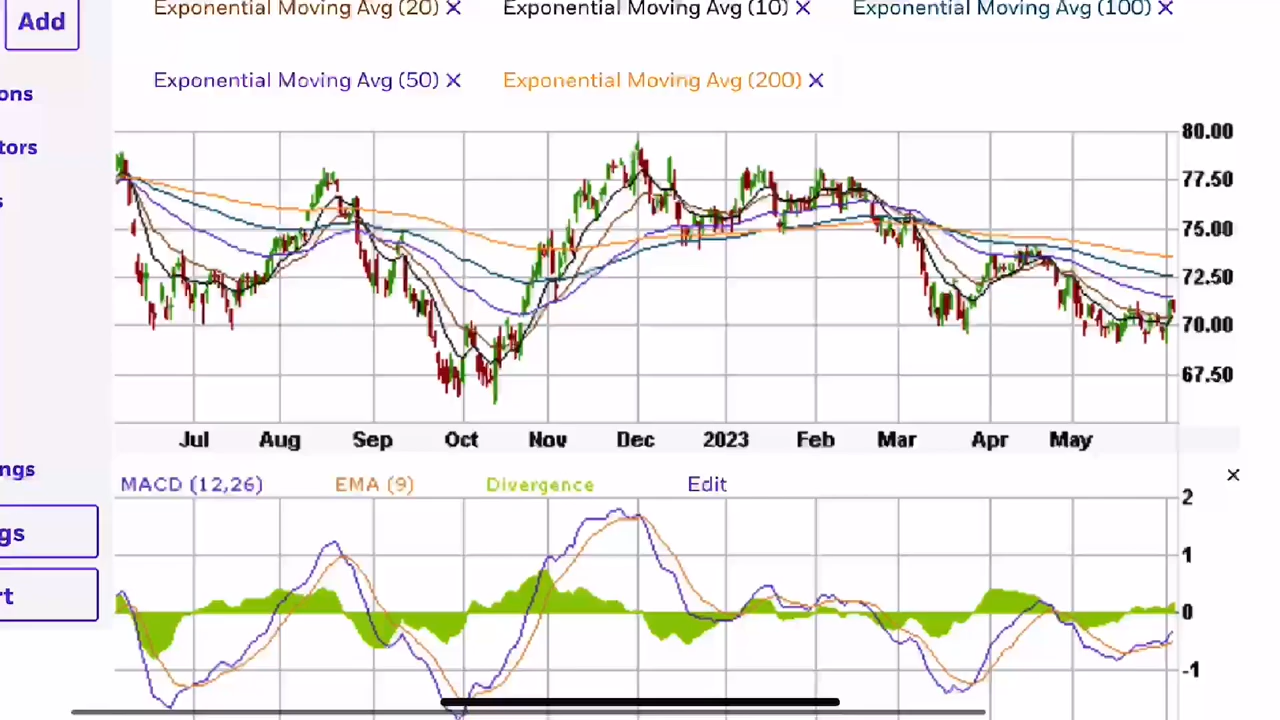 Exponential Moving Avg (20) × Exponential Moving Avg (10) × Exponential Moving Avg (100) ×
Add
Exponential Moving Avg (50) × Exponential Moving Avg (200) ×
ons
tors
s
80.00
77.50
75.00
72.50
70.00
67.50
Jul Aug Sep Oct Nov Dec 2023 Feb Mar Apr May
ngs
MACD (12,26) EMA (9) Divergence Edit ×
2
gs
1
rt
0
-1